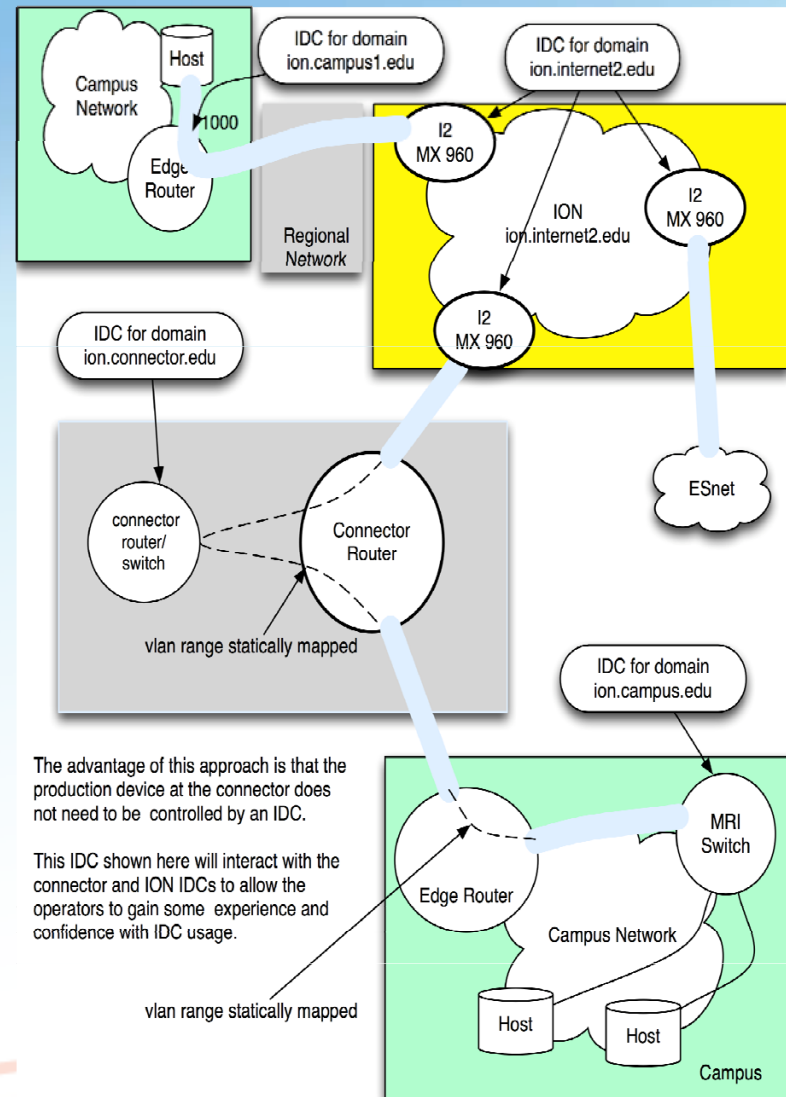 Host
Campus
Network
1000
Edge
Router
IDC for domain
ion.campus1.edu
IDC for domain
ion.internet2.edu
I2
MX 960
I2
MX 960
ION
ion.internet2.edu
Regional
Network
I2
MX 960
IDC for domain
ion.connector.edu
ESnet
connector
router/
switch
Connector
Router
vlan range statically mapped
IDC for domain
ion.campus.edu
The advantage of this approach is that the
production device at the connector does
not need to be controlled by an IDC.
This IDC shown here will interact with the
connector and ION IDCs to allow the
operators to gain some experience and
confidence with IDC usage.
MRI
Switch
Edge Router
Campus Network
vlan range statically mapped
Host
Host
Campus